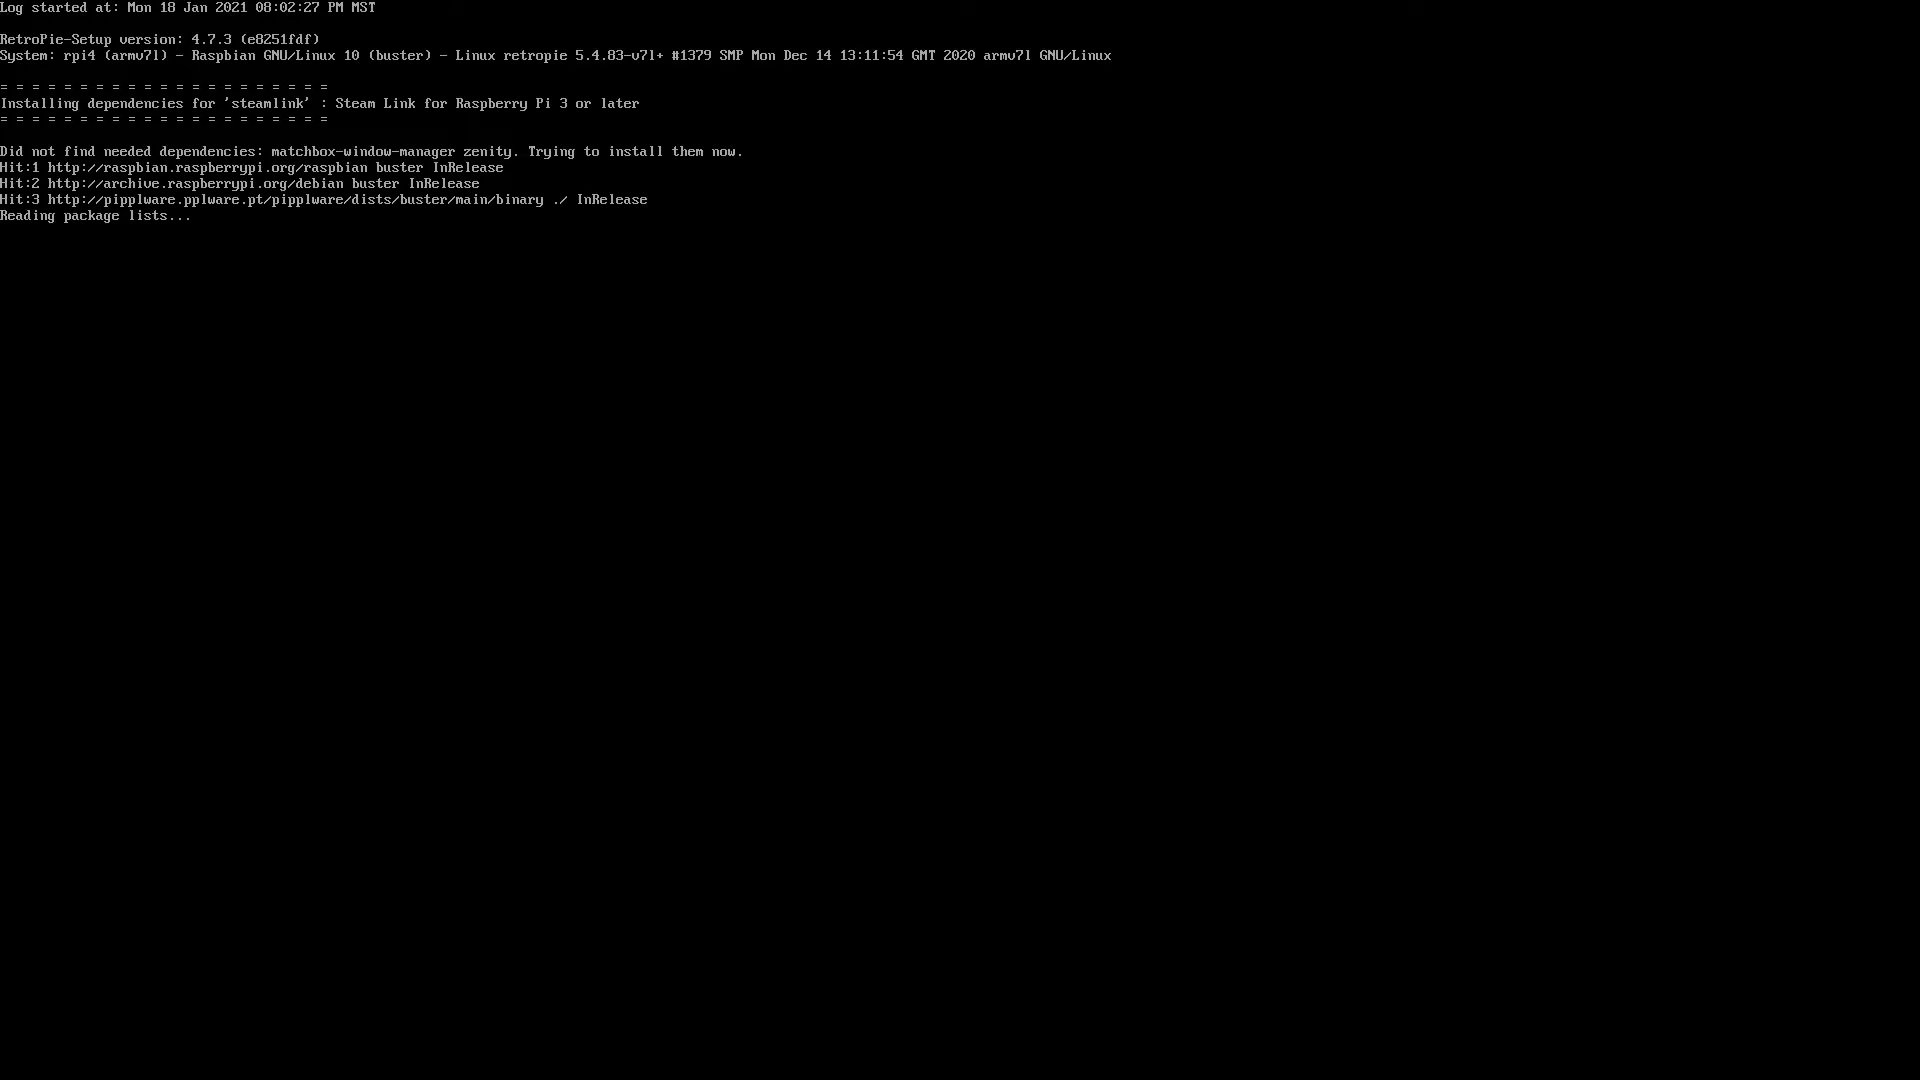 Log started at: Mon 18 Jan 2021 08:02:27 PM MST
RetroPie-Setup version: 4.7.3 (e8251fdf)
System: rpi4 (armv7l) - Raspbian GNU/Linux 10 (buster) - Linux retropie 5.4.83-v7l+ #1379 SMP Mon Dec 14 13:11:54 GMT 2020 armv7l GNU/Linux
= = = = = = = = = = = = = = = = = = = = =
Installing dependencies for 'steamlink' : Steam Link for Raspberry Pi 3 or later
= = = = = = = = = = = = = = = = = = = = =
Did not find needed dependencies: matchbox-window-manager zenity. Trying to install them now.
Hit:1 http://raspbian.raspberrypi.org/raspbian buster InRelease
Hit:2 http://archive.raspberrypi.org/debian buster InRelease
Hit:3 http://pipplware.pplware.pt/pipplware/dists/buster/main/binary ./ InRelease
Reading package lists...